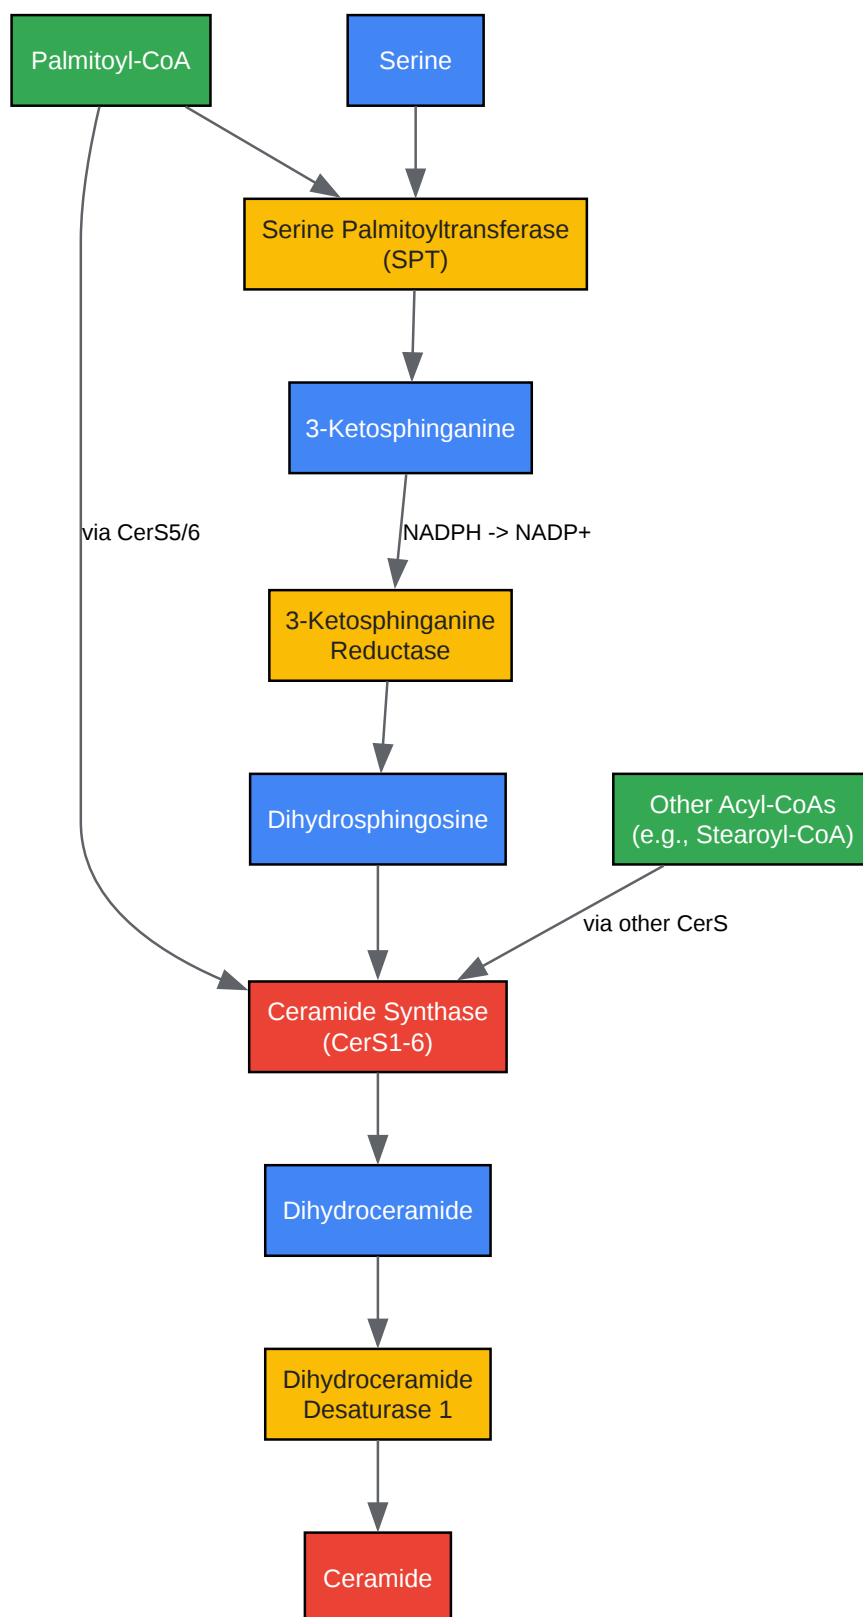 Palmitoyl-CoA
Serine
Serine Palmitoyltransferase
(SPT)
3-Ketosphinganine
via CerS5/6
NADPH -> NADP+
3-Ketosphinganine
Reductase
Dihydrosphingosine
Other Acyl-CoAs
(e.g., Stearoyl-CoA)
via other CerS
Ceramide Synthase
(CerS1-6)
Dihydroceramide
Dihydroceramide
Desaturase 1
Ceramide